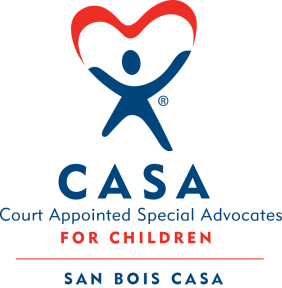 ®
CASA
Court Appointed Special Advocates
FOR CHILDREN
SAN BOIS CASA